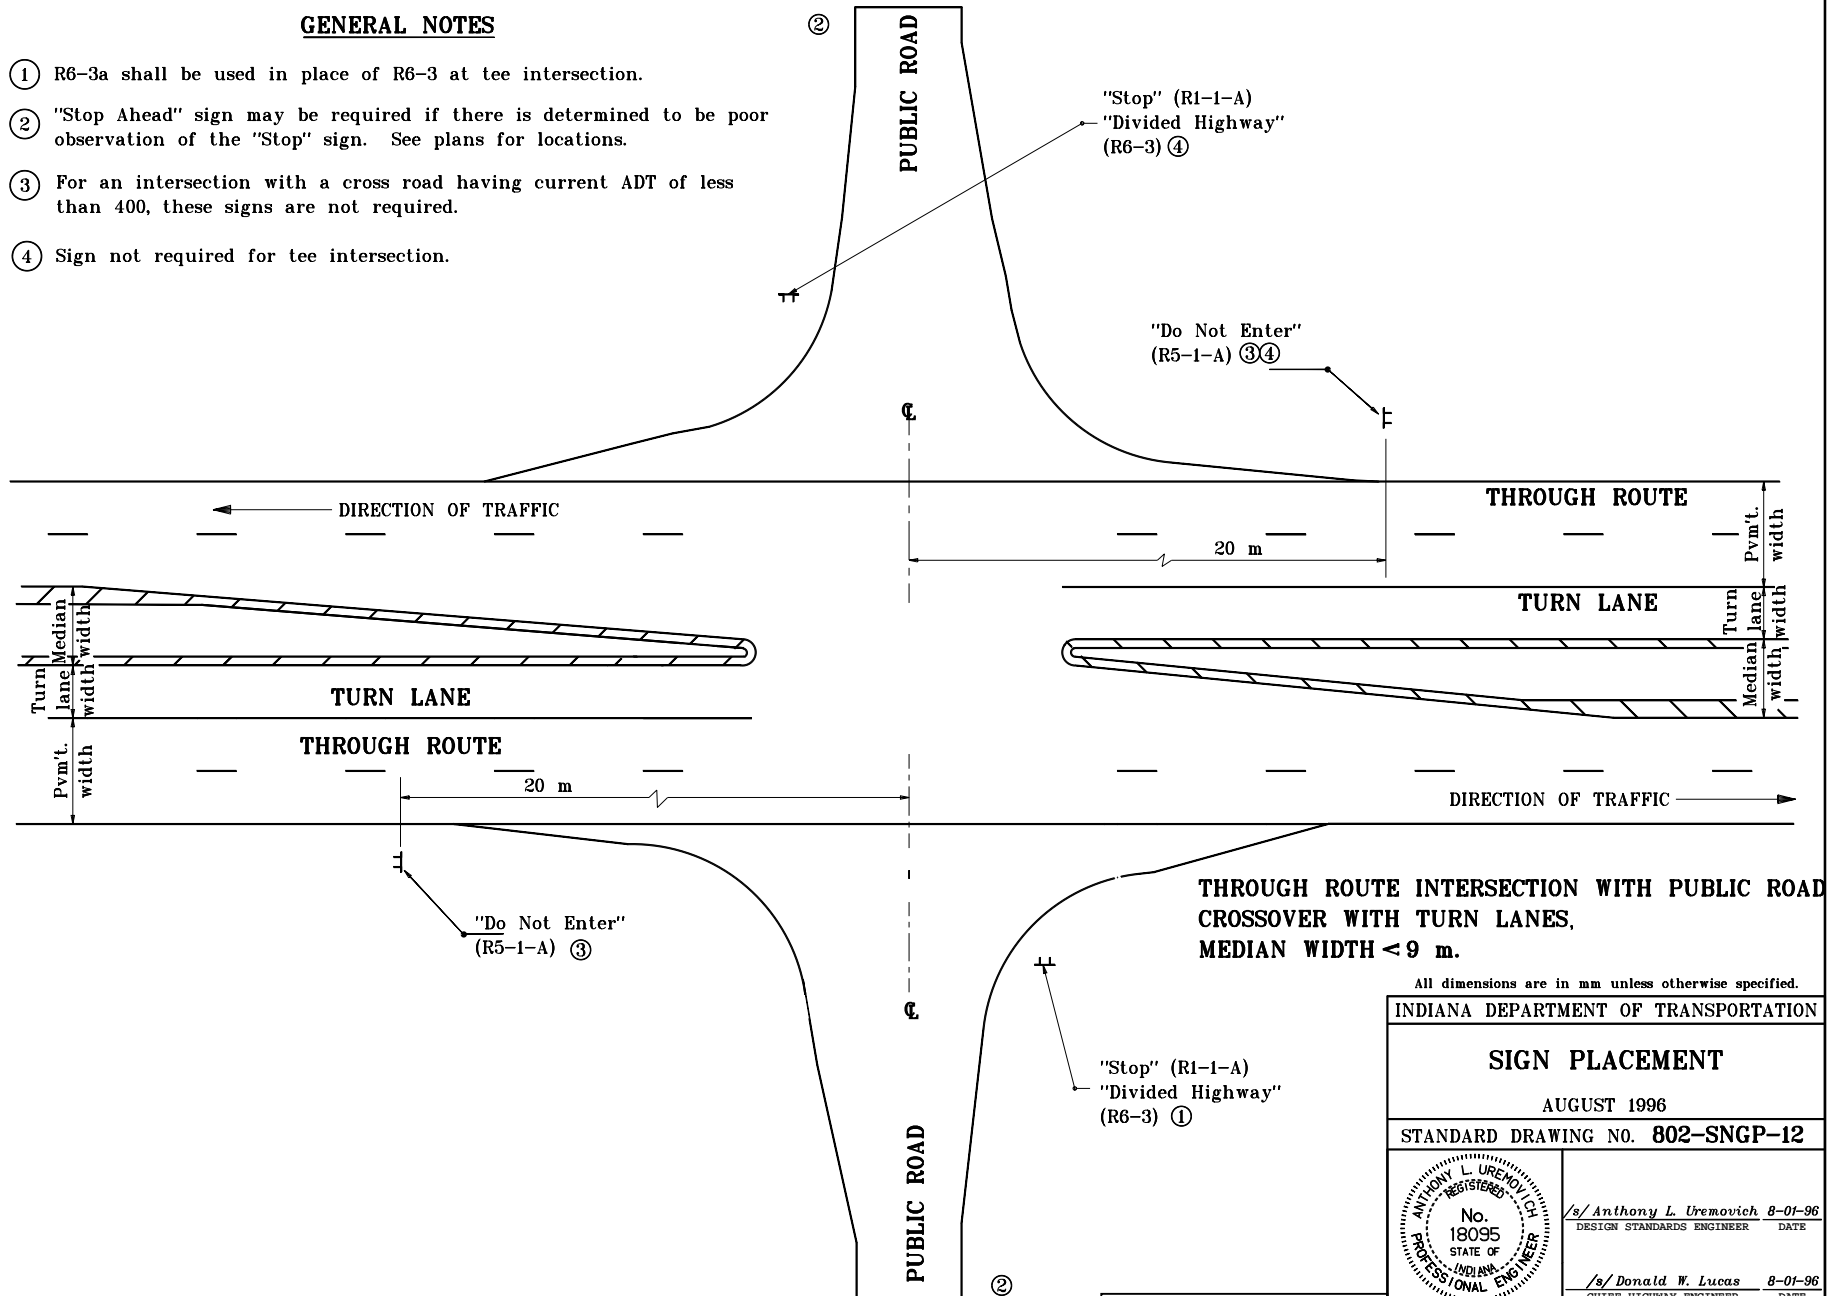 GENERAL NOTES
① R6-3a shall be used in place of R6-3 at tee intersection.
② "Stop Ahead" sign may be required if there is determined to be poor
observation of the "Stop" sign. See plans for locations.
③ For an intersection with a cross road having current ADT of less
than 400, these signs are not required.
④ Sign not required for tee intersection.
②
PUBLIC ROAD
"Stop" (R1-1-A)
"Divided Highway"
(R6-3) ④
"Do Not Enter"
(R5-1-A) ③④
℄
DIRECTION OF TRAFFIC
THROUGH ROUTE
20 m
Pvm't.
width
TURN LANE
Turn
lane
width
Median
width
Median
width
Turn
lane
width
TURN LANE
THROUGH ROUTE
Pvm't.
width
20 m
DIRECTION OF TRAFFIC
"Do Not Enter"
(R5-1-A) ③
THROUGH ROUTE INTERSECTION WITH PUBLIC ROAD
CROSSOVER WITH TURN LANES,
MEDIAN WIDTH < 9 m.
All dimensions are in mm unless otherwise specified.
℄
"Stop" (R1-1-A)
"Divided Highway"
(R6-3) ①
PUBLIC ROAD
②
INDIANA DEPARTMENT OF TRANSPORTATION
SIGN PLACEMENT
AUGUST 1996
STANDARD DRAWING NO. 802-SNGP-12
ANTHONY L. UREMOVICH
REGISTERED
No.
18095
STATE OF
INDIANA
PROFESSIONAL ENGINEER
/s/ Anthony L. Uremovich 8-01-96
DESIGN STANDARDS ENGINEER DATE
/s/ Donald W. Lucas 8-01-96
CHIEF HIGHWAY ENGINEER DATE